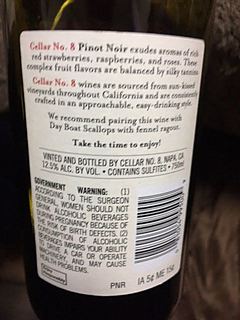 Cellar No. 8 Pinot Noir exudes aromas of rich
red strawberries, raspberries, and roses. These
complex fruit flavors are balanced by silky tannins
Cellar No. 8 wines are sourced from sun-kissed
vineyards throughout California and are consistently
crafted in an approachable, easy-drinking style.
We recommend pairing this wine with
Day Boat Scallops with fennel ragout.
Take the time to enjoy!
VINTED AND BOTTLED BY CELLAR NO. 8, NAPA, CA
12.5% ALC. BY VOL. • CONTAINS SULFITES • 750ml
GOVERNMENT WARNING: (1)
ACCORDING TO THE SURGEON
GENERAL, WOMEN SHOULD NOT
DRINK ALCOHOLIC BEVERAGES
DURING PREGNANCY BECAUSE OF
THE RISK OF BIRTH DEFECTS. (2)
CONSUMPTION OF ALCOHOLIC
BEVERAGES IMPAIRS YOUR ABILITY
TO DRIVE A CAR OR OPERATE
MACHINERY, AND MAY CAUSE
HEALTH PROBLEMS.
PNR
IA 5¢ ME 15¢